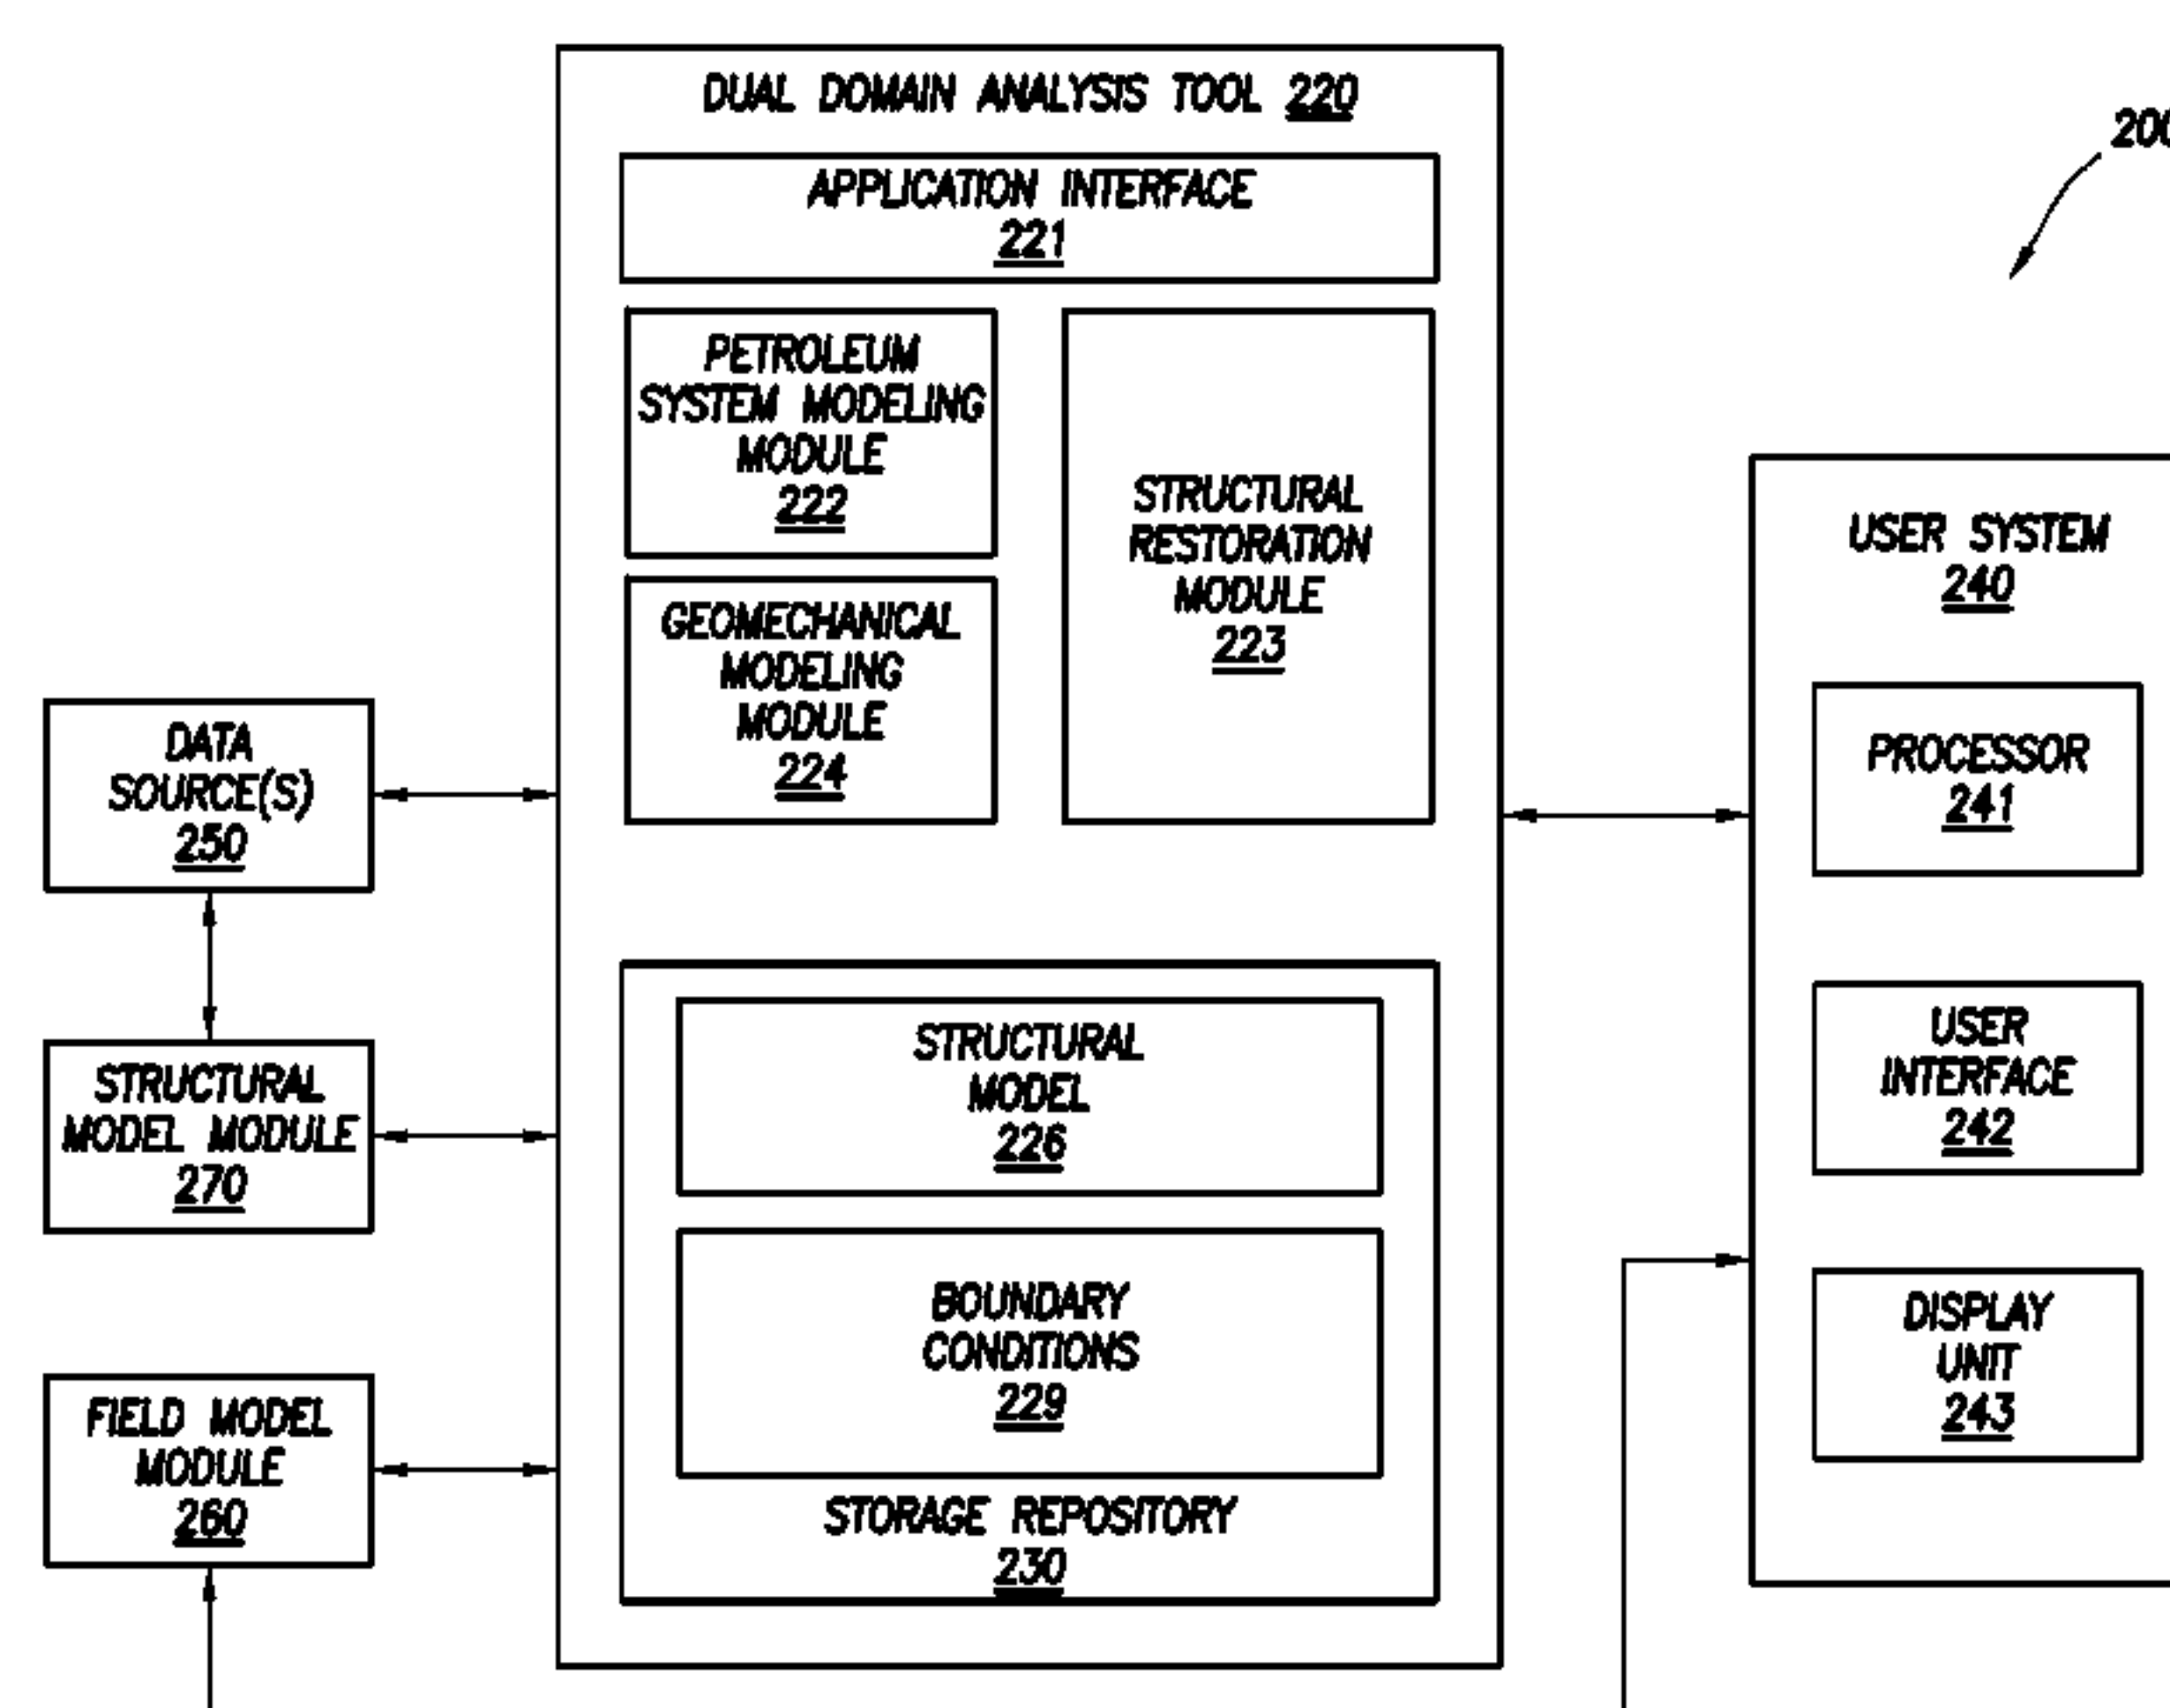 DUAL DOMAIN ANALYSIS TOOL 220
APPLICATION INTERFACE
221
PETROLEUM
SYSTEM MODELING
MODULE
222
STRUCTURAL
RESTORATION
MODULE
223
GEOMECHANICAL
MODELING
MODULE
224
STRUCTURAL
MODEL
226
BOUNDARY
CONDITIONS
229
STORAGE REPOSITORY
230
DATA
SOURCE(S)
250
STRUCTURAL
MODEL MODULE
270
FIELD MODEL
MODULE
260
200
USER SYSTEM
240
PROCESSOR
241
USER
INTERFACE
242
DISPLAY
UNIT
243